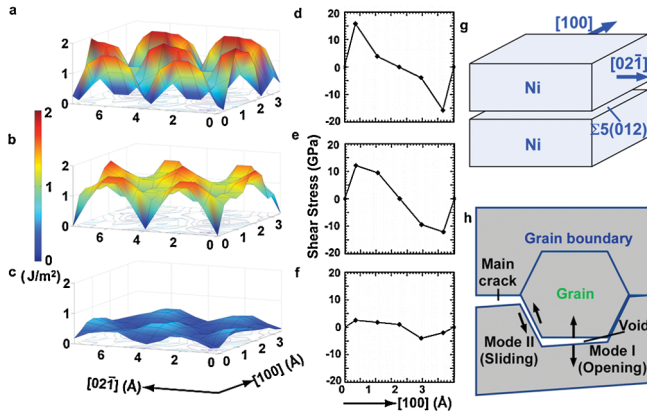 a
2
1
0
6
4
2
0
0
1
2
3
b
2
1
0
6
4
2
0
0
1
2
3
c
2
1
0
6
4
2
0
0
1
2
3
2
1
0
(J/m²)
[021̄] (Å)
[100] (Å)
d
20
10
0
-10
-20
e
20
10
0
-10
-20
f
20
10
0
-10
-20
Shear Stress (GPa)
0
1
2
3
[100] (Å)
g
[100]
[021̄]
Ni
Σ5(012)
Ni
h
Grain boundary
Main
crack
Grain
Void
Mode II
(Sliding)
Mode I
(Opening)